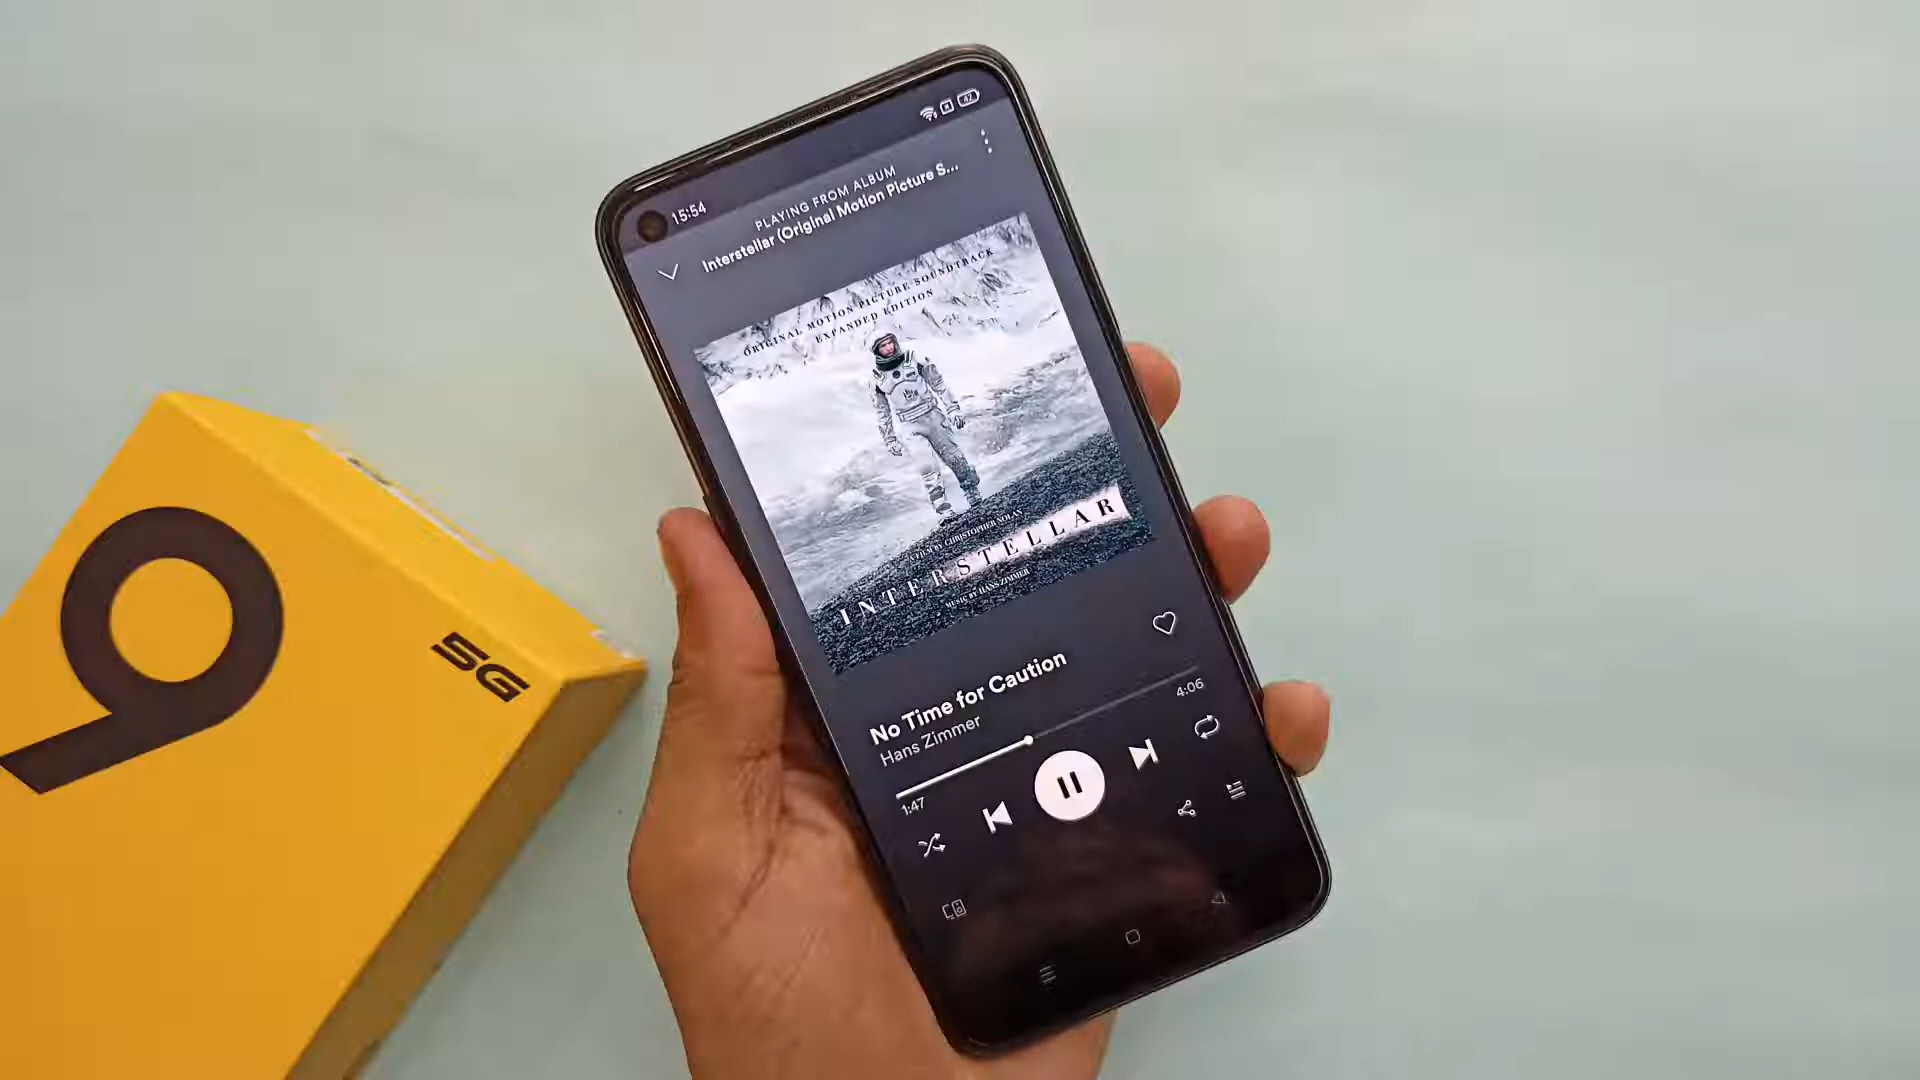 9
5G
15:54
42
PLAYING FROM ALBUM
Interstellar (Original Motion Picture S...
ORIGINAL MOTION PICTURE SOUNDTRACK
EXPANDED EDITION
A FILM BY CHRISTOPHER NOLAN
INTERSTELLAR
MUSIC BY HANS ZIMMER
No Time for Caution
Hans Zimmer
1:47
4:06